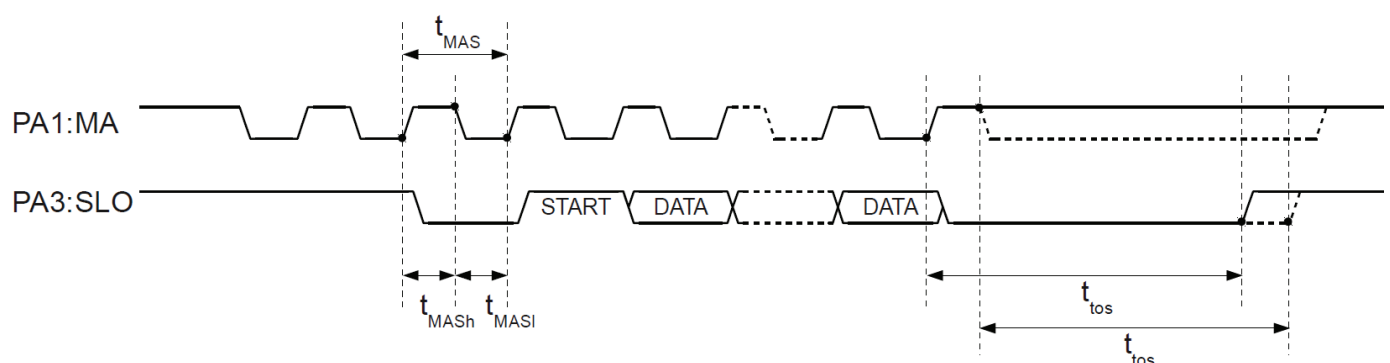 tMAS
PA1:MA
PA3:SLO START DATA DATA
tMASh tMASl
ttos
ttos